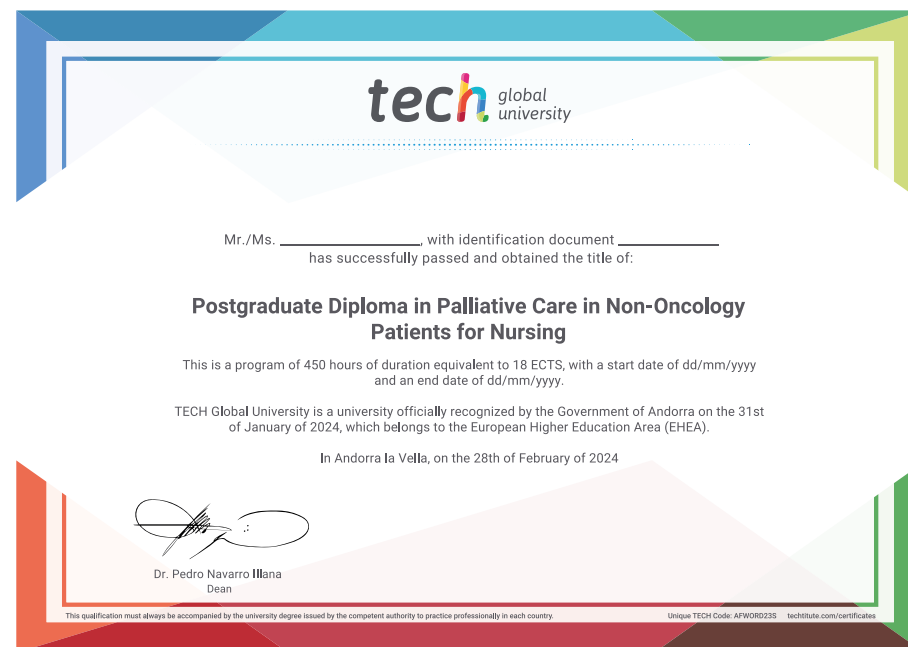 tech global university
Mr./Ms. ____________________, with identification document ______________
has successfully passed and obtained the title of:
Postgraduate Diploma in Palliative Care in Non-Oncology
Patients for Nursing
This is a program of 450 hours of duration equivalent to 18 ECTS, with a start date of dd/mm/yyyy
and an end date of dd/mm/yyyy.
TECH Global University is a university officially recognized by the Government of Andorra on the 31st
of January of 2024, which belongs to the European Higher Education Area (EHEA).
In Andorra la Vella, on the 28th of February of 2024
Dr. Pedro Navarro Illana
Dean
This qualification must always be accompanied by the university degree issued by the competent authority to practice professionally in each country.
Unique TECH Code: AFWORD23S techtitute.com/certificates